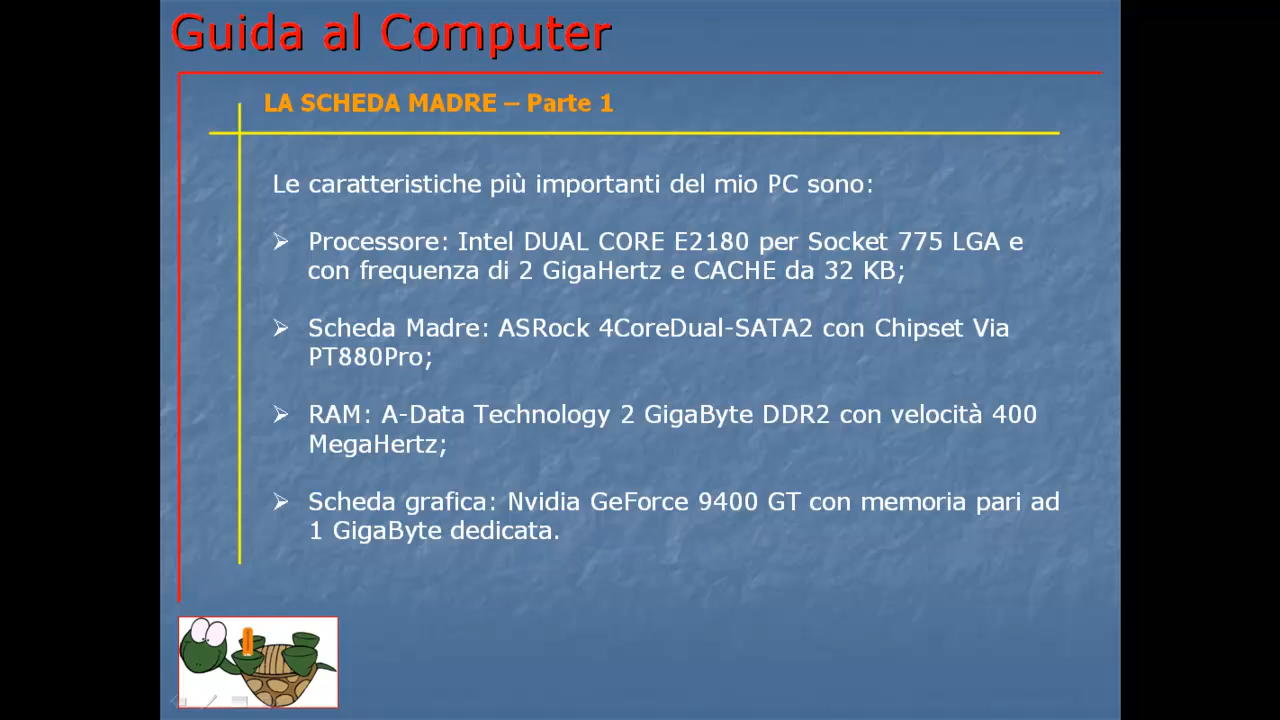 Guida al Computer
LA SCHEDA MADRE – Parte 1
Le caratteristiche più importanti del mio PC sono:
Processore: Intel DUAL CORE E2180 per Socket 775 LGA e
con frequenza di 2 GigaHertz e CACHE da 32 KB;
Scheda Madre: ASRock 4CoreDual-SATA2 con Chipset Via
PT880Pro;
RAM: A-Data Technology 2 GigaByte DDR2 con velocità 400
MegaHertz;
Scheda grafica: Nvidia GeForce 9400 GT con memoria pari ad
1 GigaByte dedicata.